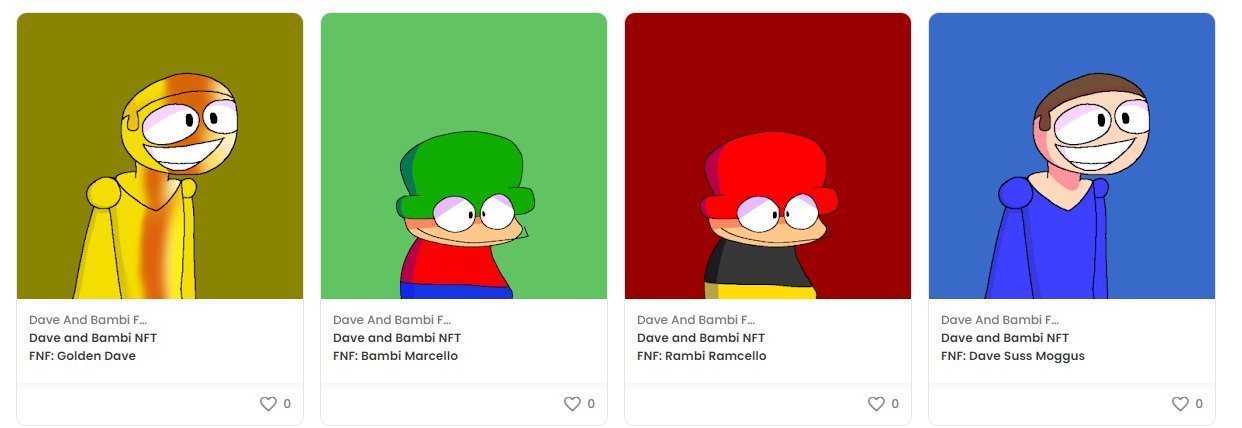 Dave And Bambi F...
Dave and Bambi NFT
FNF: Golden Dave
0
Dave And Bambi F...
Dave and Bambi NFT
FNF: Bambi Marcello
0
Dave And Bambi F...
Dave and Bambi NFT
FNF: Rambi Ramcello
0
Dave And Bambi F...
Dave and Bambi NFT
FNF: Dave Suss Moggus
0